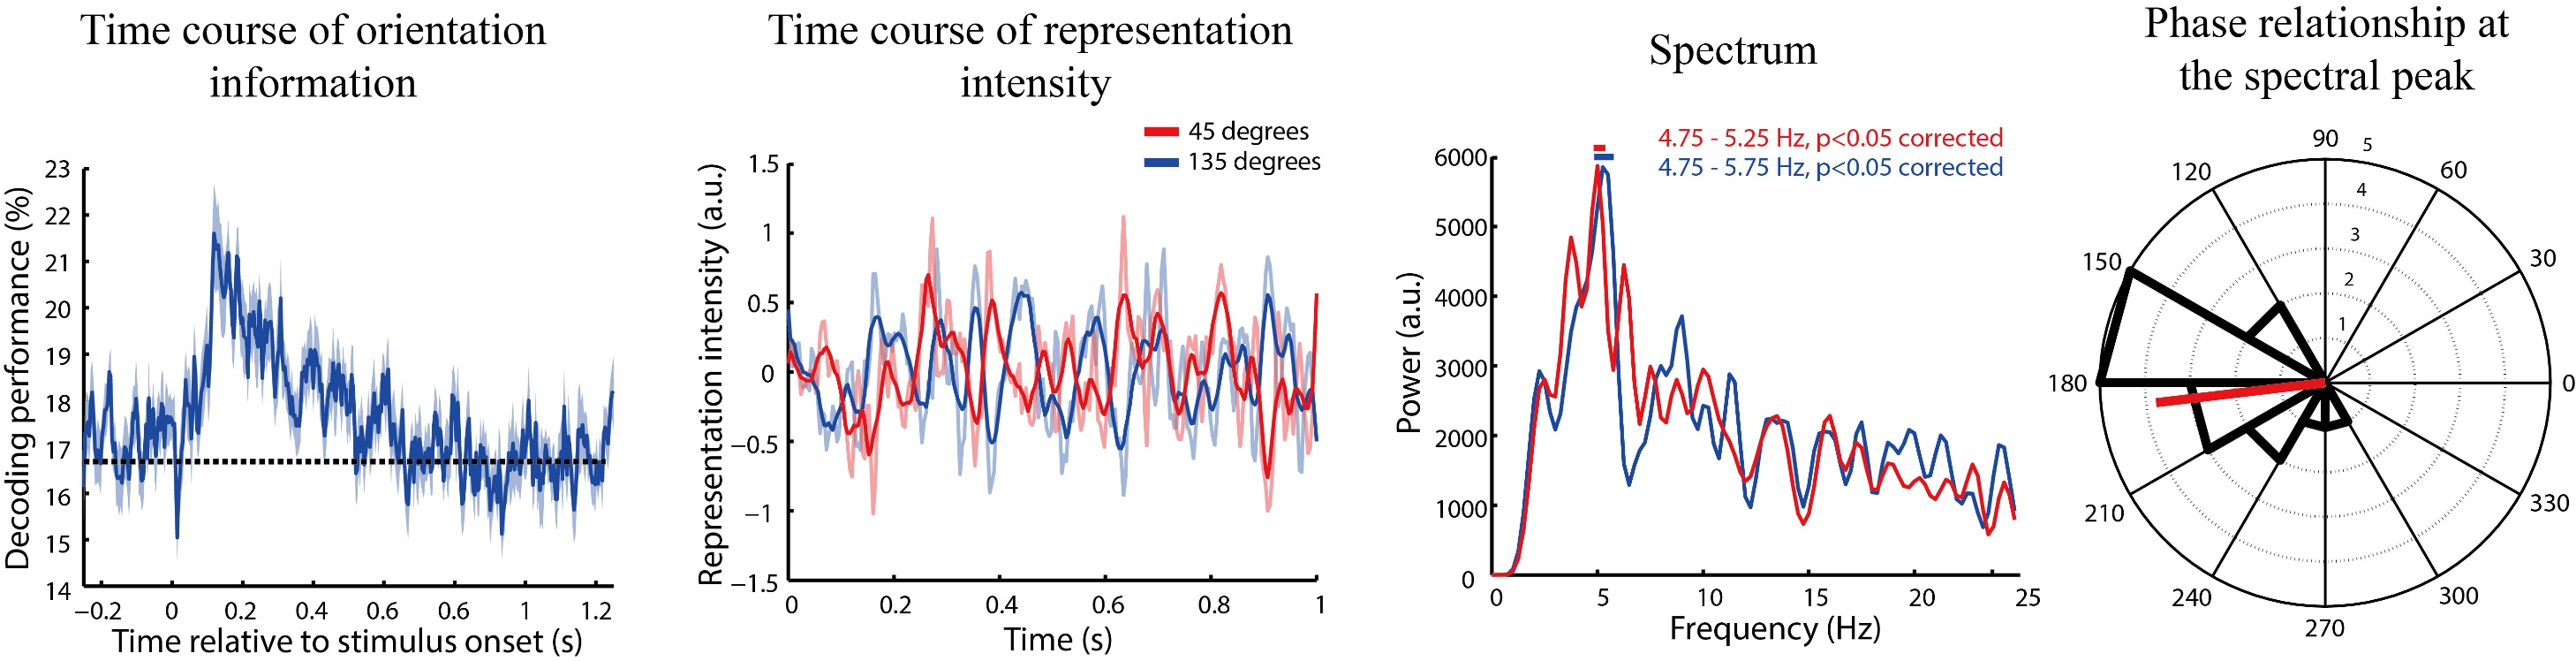 Time course of orientation
information
Decoding performance (%)
23
22
21
20
19
18
17
16
15
14
−0.2 0 0.2 0.4 0.6 0.6 1 1.2
Time relative to stimulus onset (s)
Time course of representation
intensity
45 degrees
135 degrees
Representation intensity (a.u.)
1.5
1
0.5
0
−0.5
−1
−1.5
0 0.2 0.4 0.6 0.8 1
Time (s)
Spectrum
4.75 - 5.25 Hz, p<0.05 corrected
4.75 - 5.75 Hz, p<0.05 corrected
Power (a.u.)
6000
5000
4000
3000
2000
1000
0
0 5 10 15 20 25
Frequency (Hz)
Phase relationship at
the spectral peak
90 5
120 60
4
3
150 30
2
1
180 0
210 330
240 300
270